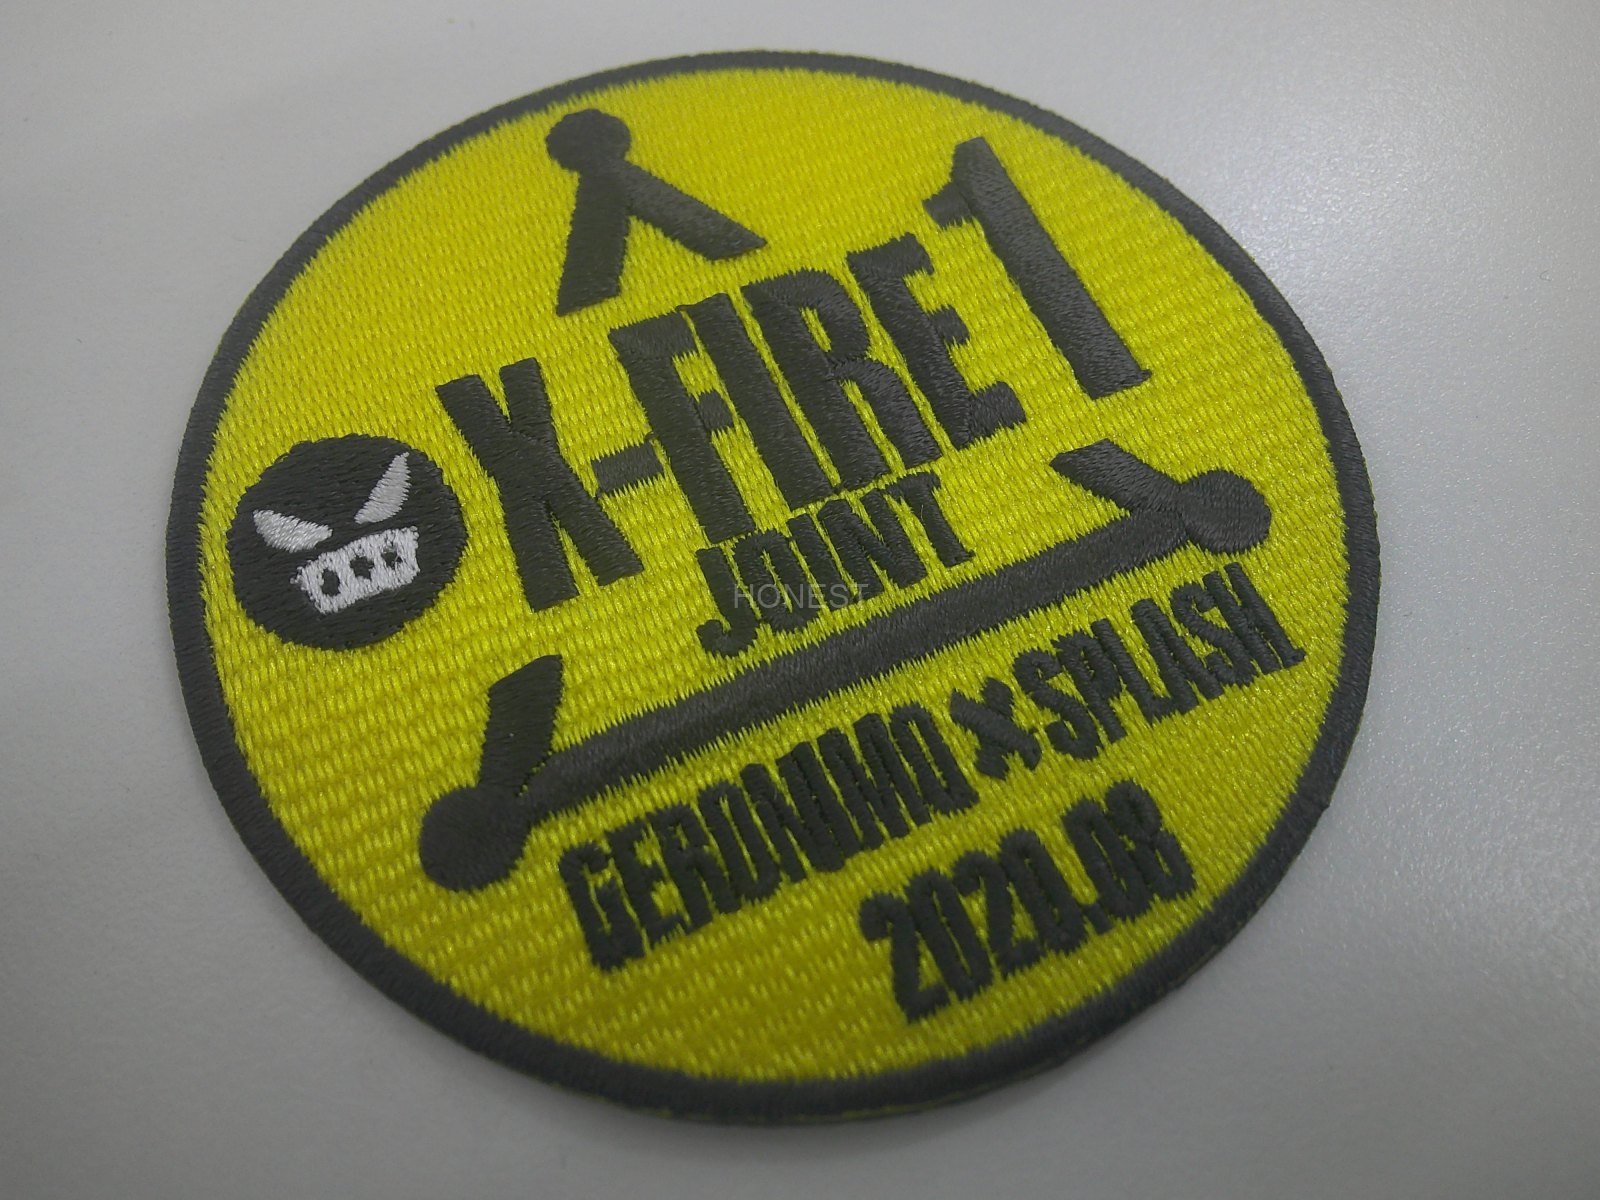 X-FIRE 1
JOINT
HONEST
GERONIMO × SPLASH
2020.08